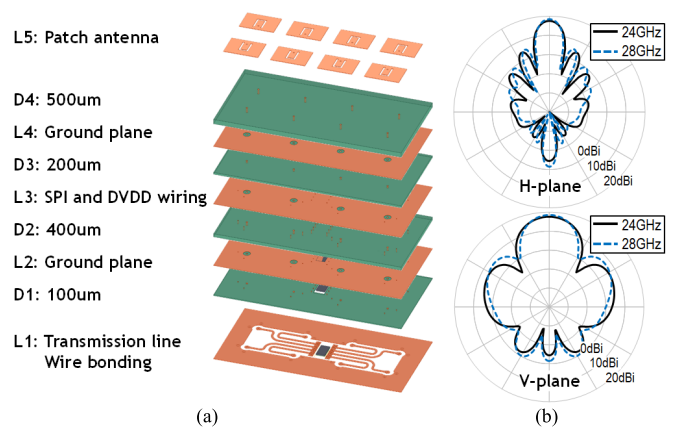 L5: Patch antenna
D4: 500um
L4: Ground plane
D3: 200um
L3: SPI and DVDD wiring
D2: 400um
L2: Ground plane
D1: 100um
L1: Transmission line
Wire bonding
(a)
24GHz
28GHz
0dBi
10dBi
20dBi
H-plane
24GHz
28GHz
0dBi
10dBi
20dBi
V-plane
(b)